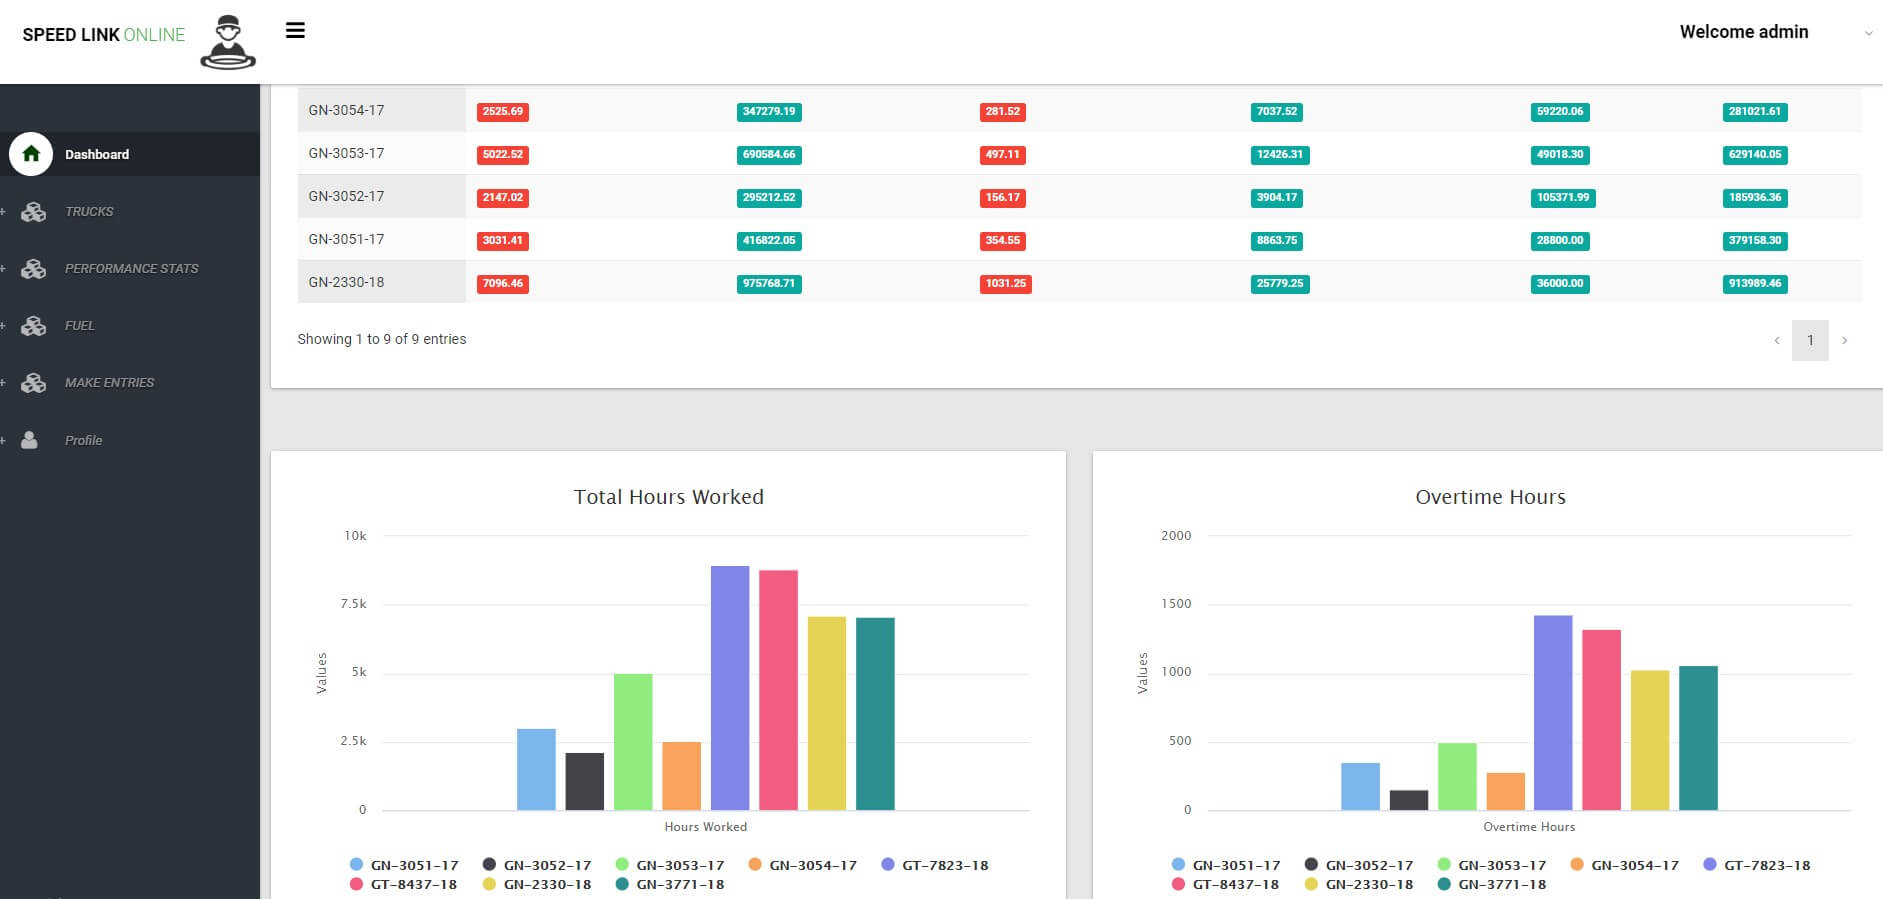 SPEED LINK ONLINE
Welcome admin
Dashboard
TRUCKS
PERFORMANCE STATS
FUEL
MAKE ENTRIES
Profile
GN-3054-17 2525.69 347279.19 281.52 7037.52 59220.06 281021.61
GN-3053-17 5022.52 690584.66 497.11 12426.31 49018.30 629140.05
GN-3052-17 2147.02 295212.52 156.17 3904.17 105371.99 185936.36
GN-3051-17 3031.41 416822.05 354.55 8863.75 28800.00 379158.30
GN-2330-18 7096.46 975768.71 1031.25 25779.25 36000.00 913989.46
Showing 1 to 9 of 9 entries
‹ 1 ›
Total Hours Worked
10k
7.5k
5k
2.5k
0
Values
Hours Worked
GN-3051-17 GN-3052-17 GN-3053-17 GN-3054-17 GT-7823-18
GT-8437-18 GN-2330-18 GN-3771-18
Overtime Hours
2000
1500
1000
500
0
Values
Overtime Hours
GN-3051-17 GN-3052-17 GN-3053-17 GN-3054-17 GT-7823-18
GT-8437-18 GN-2330-18 GN-3771-18